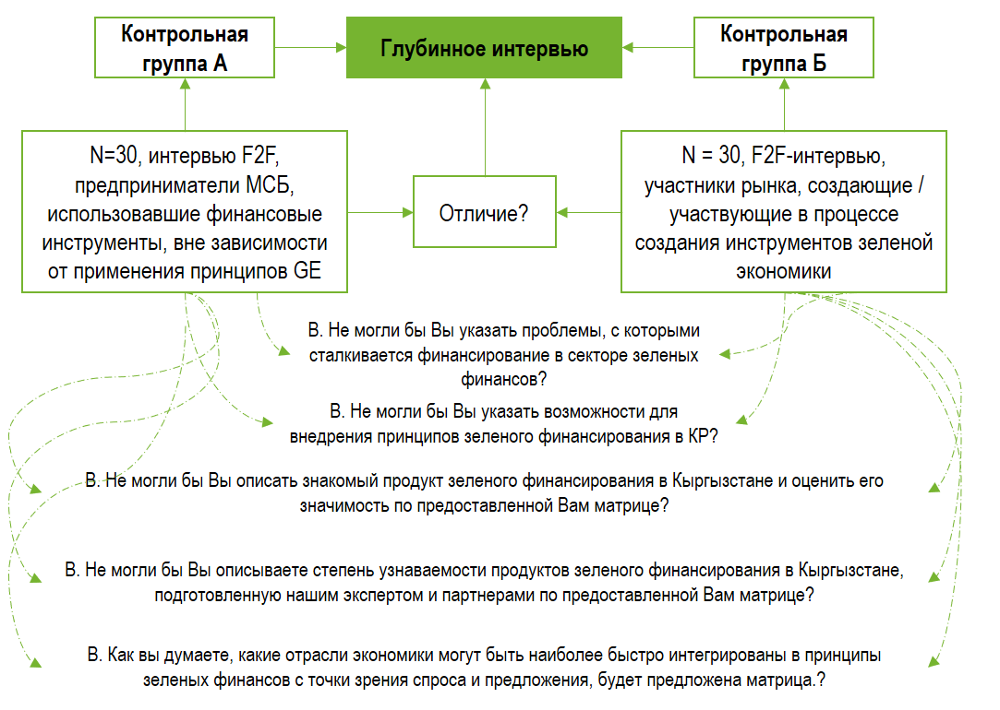 Контрольная
группа А
Глубинное интервью
Контрольная
группа Б
N=30, интервью F2F,
предприниматели МСБ,
использовавшие финансовые
инструменты, вне зависимости
от применения принципов GE
Отличие?
N = 30, F2F-интервью,
участники рынка, создающие /
участвующие в процессе
создания инструментов зеленой
экономики
В. Не могли бы Вы указать проблемы, с которыми
сталкивается финансирование в секторе зеленых
финансов?
В. Не могли бы Вы указать возможности для
внедрения принципов зеленого финансирования в КР?
В. Не могли бы Вы описать знакомый продукт зеленого финансирования в Кыргызстане и оценить его
значимость по предоставленной Вам матрице?
В. Не могли бы Вы описываете степень узнаваемости продуктов зеленого финансирования в Кыргызстане,
подготовленную нашим экспертом и партнерами по предоставленной Вам матрице?
В. Как вы думаете, какие отрасли экономики могут быть наиболее быстро интегрированы в принципы
зеленых финансов с точки зрения спроса и предложения, будет предложена матрица.?